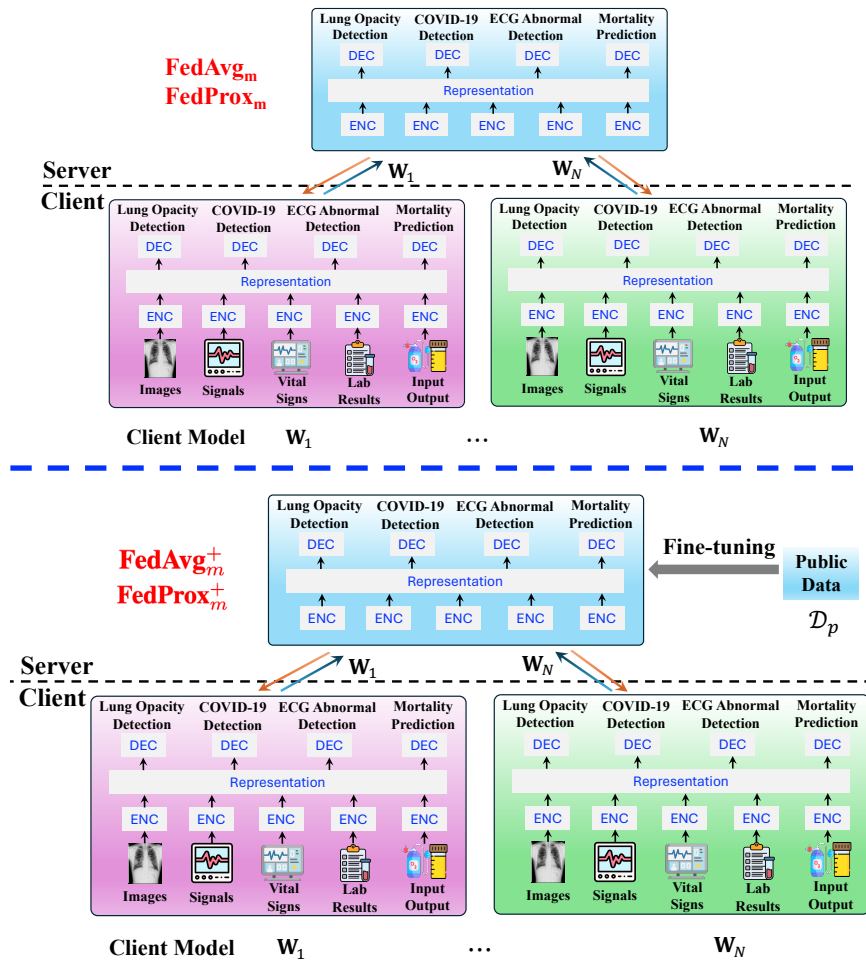 Lung Opacity Detection
COVID-19 Detection
ECG Abnormal Detection
Mortality Prediction
DEC DEC DEC DEC
FedAvg_m
FedProx_m
Representation
ENC ENC ENC ENC ENC
W_1
W_N
Server
Client
Lung Opacity Detection
COVID-19 Detection
ECG Abnormal Detection
Mortality Prediction
DEC DEC DEC DEC
Representation
ENC ENC ENC ENC ENC
Images
Signals
Vital Signs
Lab Results
Input Output
Lung Opacity Detection
COVID-19 Detection
ECG Abnormal Detection
Mortality Prediction
DEC DEC DEC DEC
Representation
ENC ENC ENC ENC ENC
Images
Signals
Vital Signs
Lab Results
Input Output
Client Model W_1 ... W_N
Lung Opacity Detection
COVID-19 Detection
ECG Abnormal Detection
Mortality Prediction
DEC DEC DEC DEC
FedAvg_m^+
FedProx_m^+
Representation
ENC ENC ENC ENC ENC
Fine-tuning
Public Data
𝒟_p
W_1
W_N
Server
Client
Lung Opacity Detection
COVID-19 Detection
ECG Abnormal Detection
Mortality Prediction
DEC DEC DEC DEC
Representation
ENC ENC ENC ENC ENC
Images
Signals
Vital Signs
Lab Results
Input Output
Lung Opacity Detection
COVID-19 Detection
ECG Abnormal Detection
Mortality Prediction
DEC DEC DEC DEC
Representation
ENC ENC ENC ENC ENC
Images
Signals
Vital Signs
Lab Results
Input Output
Client Model W_1 ... W_N